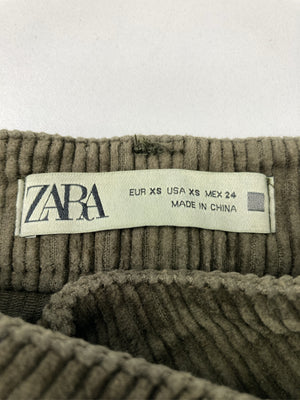 ZARA
EUR XS USA XS MEX 24
MADE IN CHINA